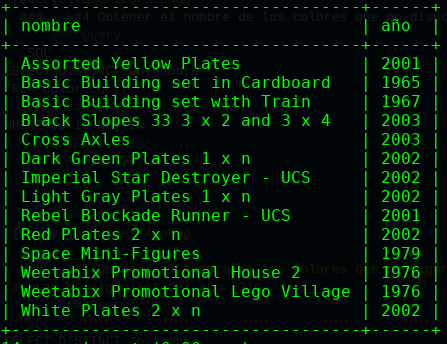 +------------------------------------+------+
| nombre                             | año  |
+------------------------------------+------+
| Assorted Yellow Plates             | 2001 |
| Basic Building set in Cardboard    | 1965 |
| Basic Building set with Train      | 1967 |
| Black Slopes 33 3 x 2 and 3 x 4    | 2003 |
| Cross Axles                        | 2003 |
| Dark Green Plates 1 x n            | 2002 |
| Imperial Star Destroyer - UCS      | 2002 |
| Light Gray Plates 1 x n            | 2002 |
| Rebel Blockade Runner - UCS        | 2001 |
| Red Plates 2 x n                   | 2002 |
| Space Mini-Figures                 | 1979 |
| Weetabix Promotional House 2       | 1976 |
| Weetabix Promotional Lego Village  | 1976 |
| White Plates 2 x n                 | 2002 |
+------------------------------------+------+